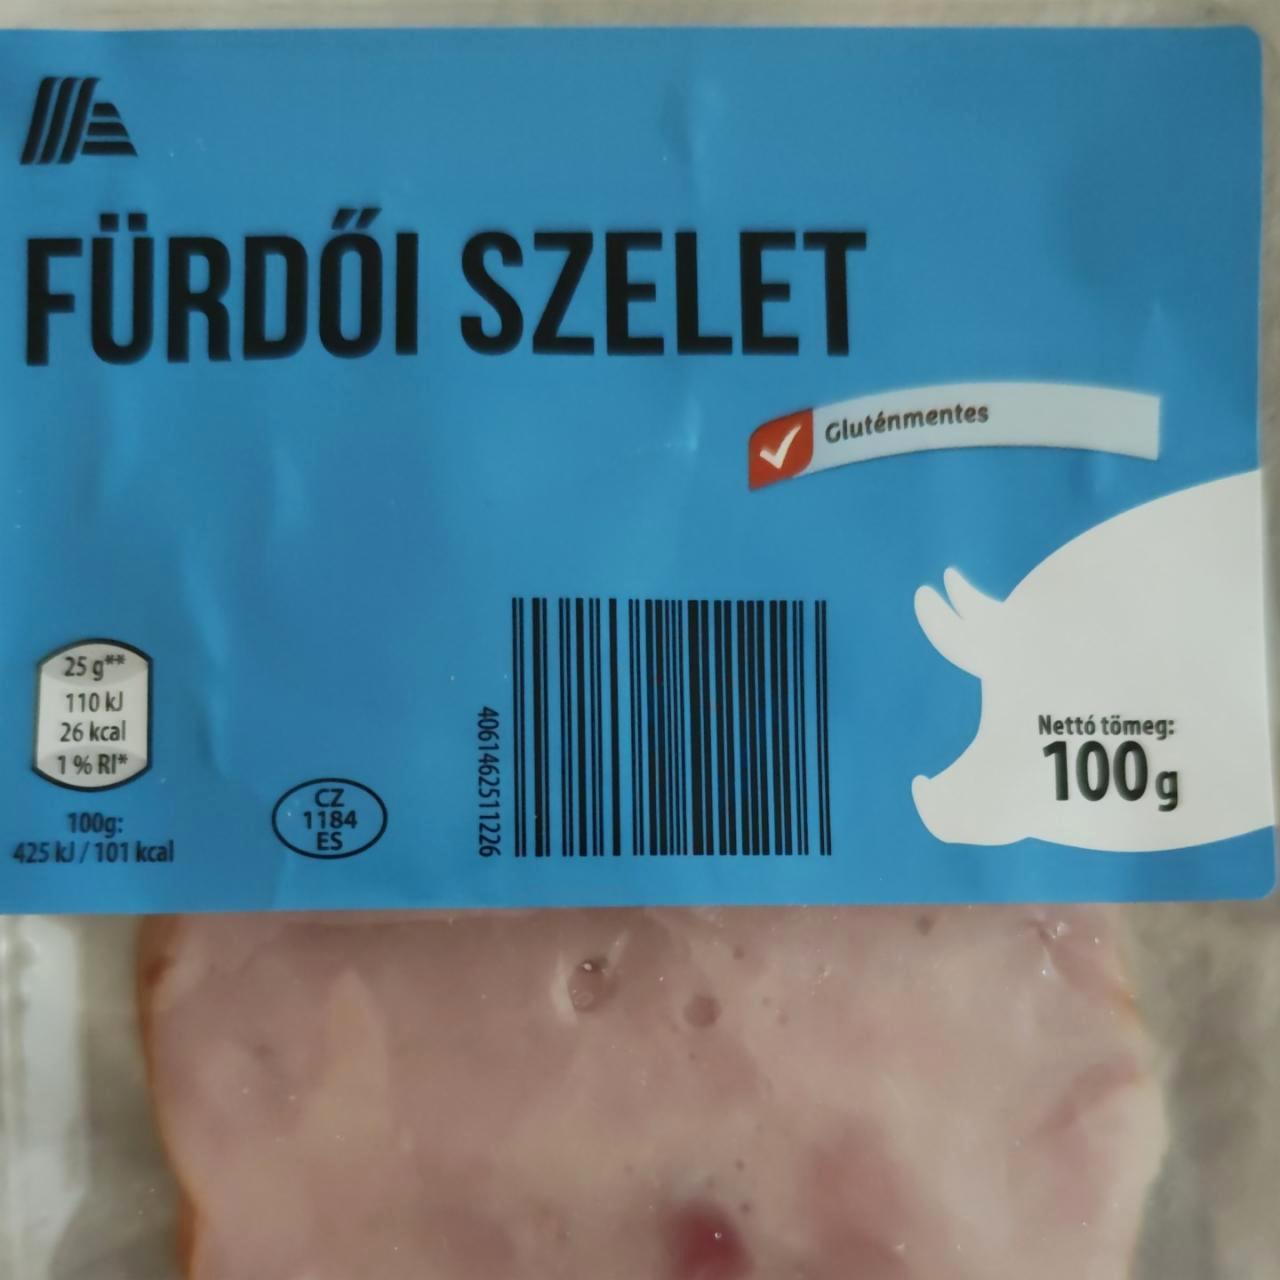 FÜRDŐI SZELET
Gluténmentes
25 g**
110 kJ
26 kcal
1 % RI*
100g:
425 kJ / 101 kcal
CZ
1184
ES
4061462511226
Nettó tömeg:
100g